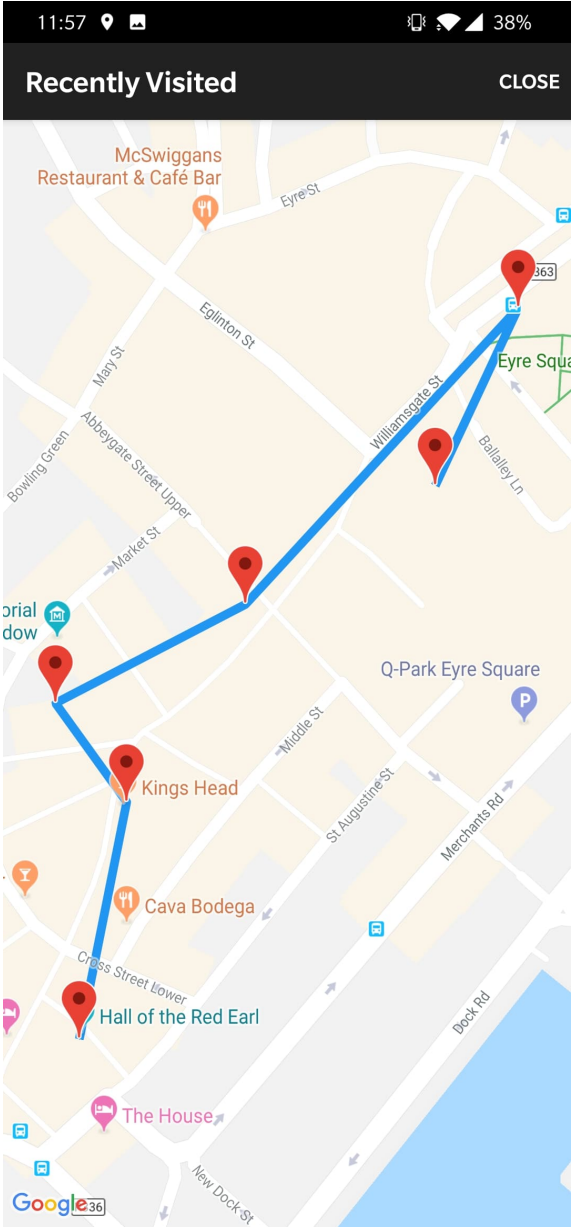 11:57
38%
Recently Visited
CLOSE
McSwiggans
Restaurant & Café Bar
Eyre St
363
Eglinton St
Eyre Squa
Mary St
Williamsgate St
Bowling Green
Abbeygate Street Upper
Ballalley Ln
Market St
orial
dow
M
Q-Park Eyre Square
P
Middle St
Kings Head
St Augustine St
Merchants Rd
Cava Bodega
Cross Street Lower
Dock Rd
Hall of the Red Earl
The House
New Dock St
Google
36